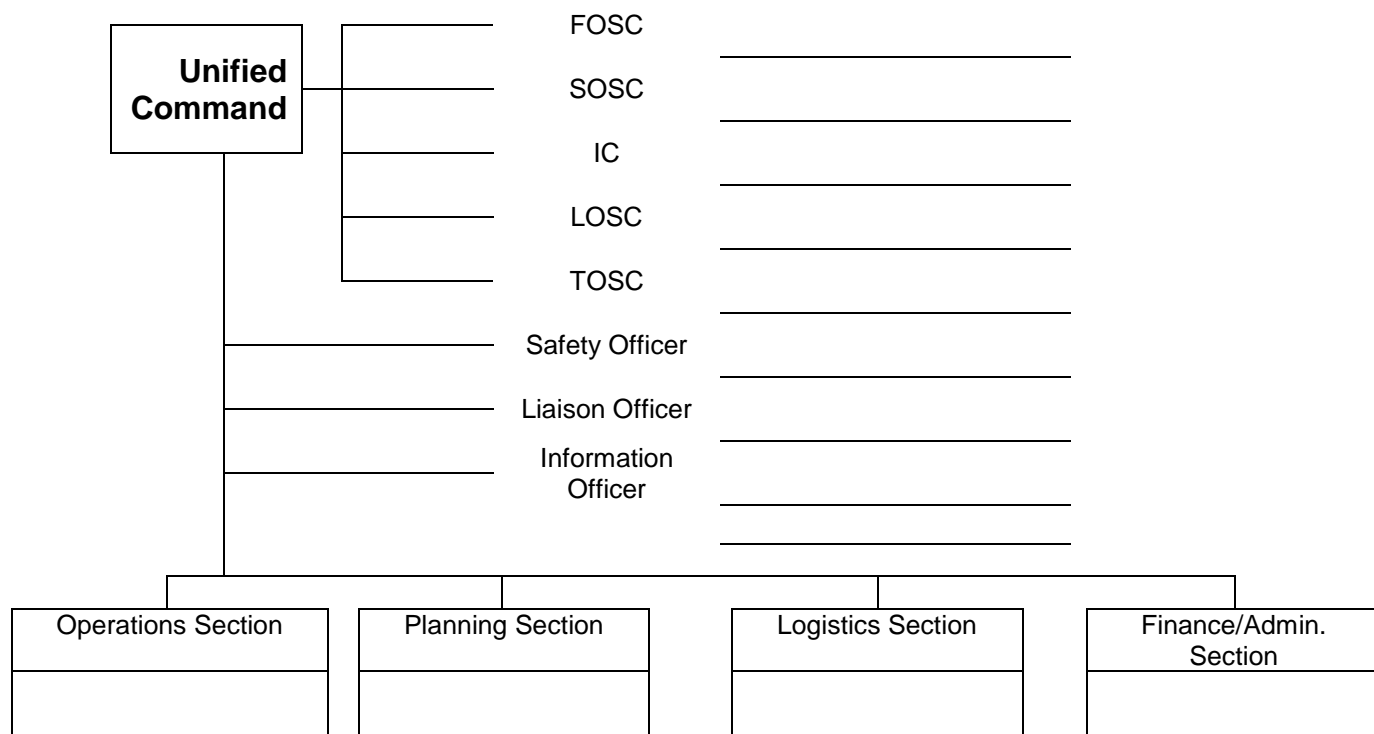 Unified
Command
FOSC
SOSC
IC
LOSC
TOSC
Safety Officer
Liaison Officer
Information
Officer
Operations Section
Planning Section
Logistics Section
Finance/Admin.
Section